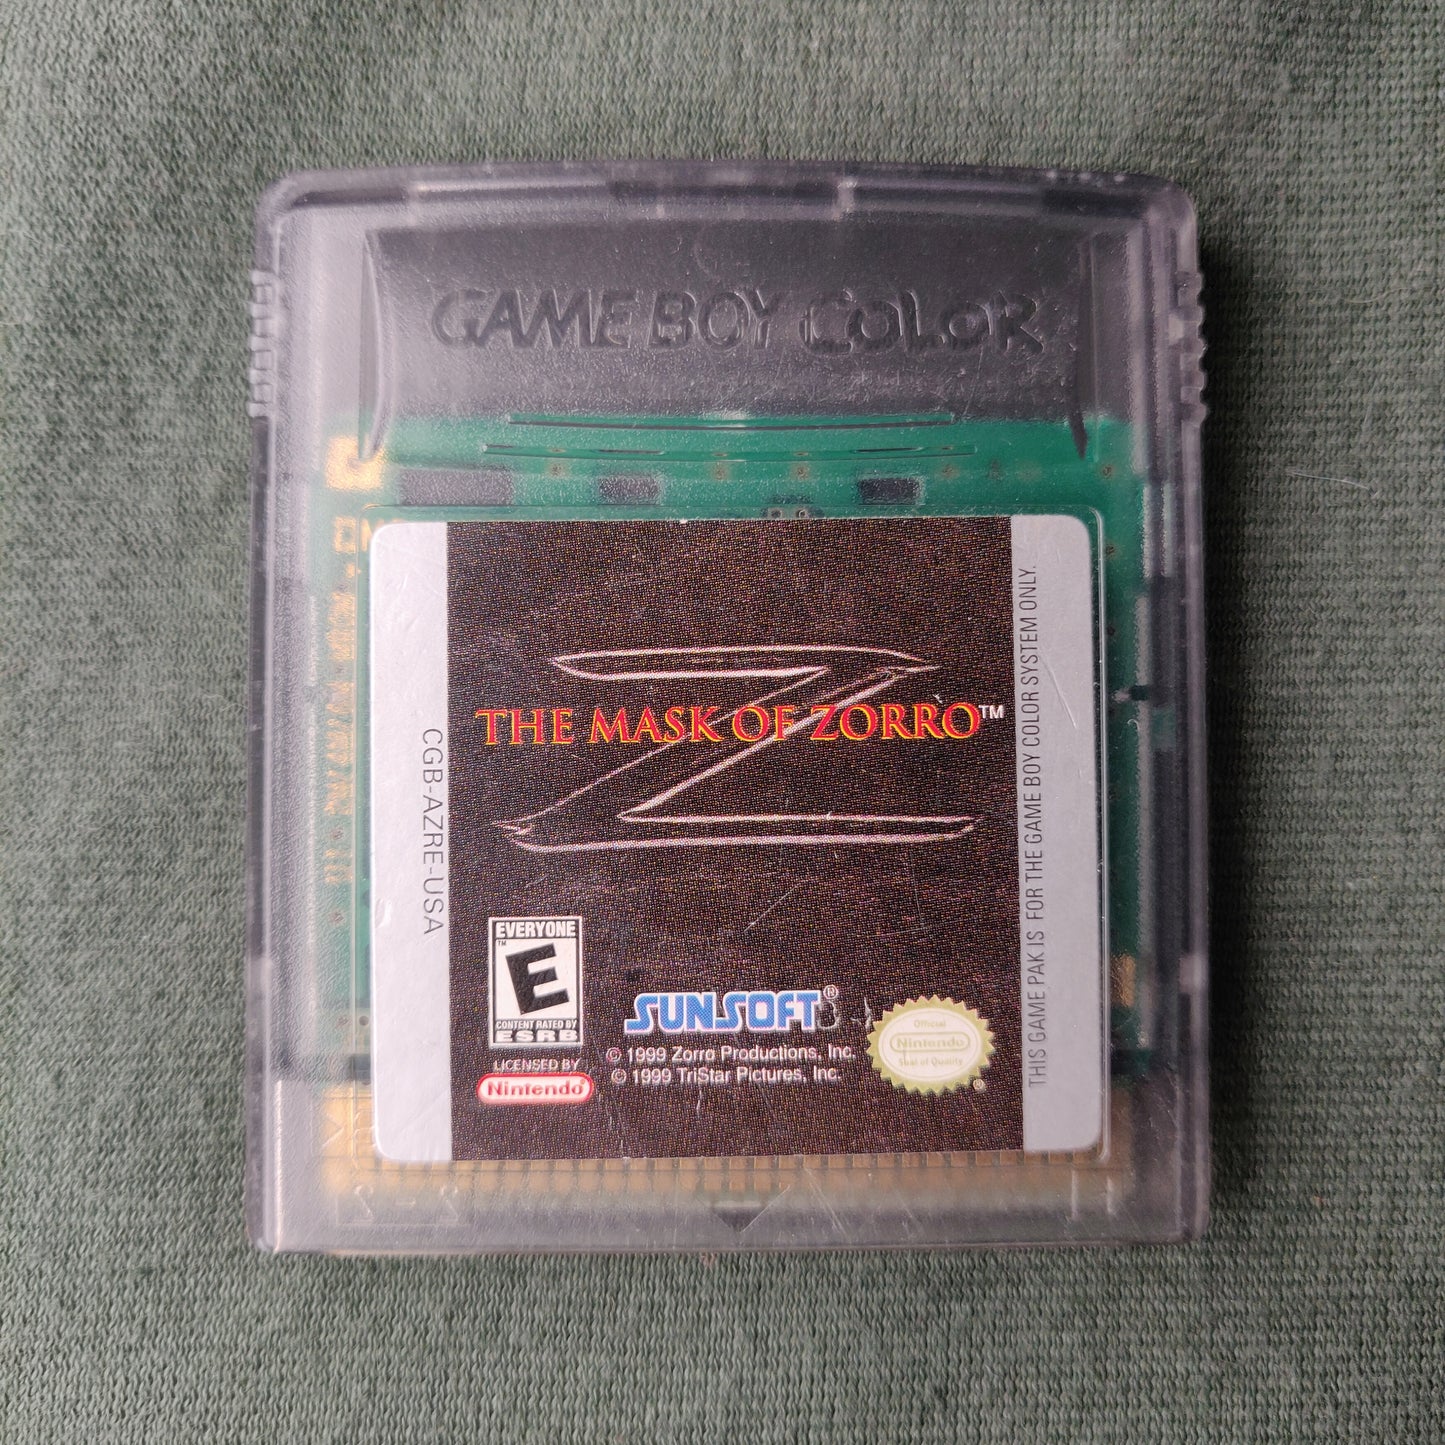 GAME BOY COLOR
THE MASK OF ZORRO™
CGB-AZRE-USA
THIS GAME PAK IS FOR THE GAME BOY COLOR SYSTEM ONLY.
EVERYONE
™
E
CONTENT RATED BY
ESRB
LICENSED BY
Nintendo®
SUNSOFT®
© 1999 Zorro Productions, Inc.
© 1999 TriStar Pictures, Inc.
Official
Nintendo
Seal of Quality
®